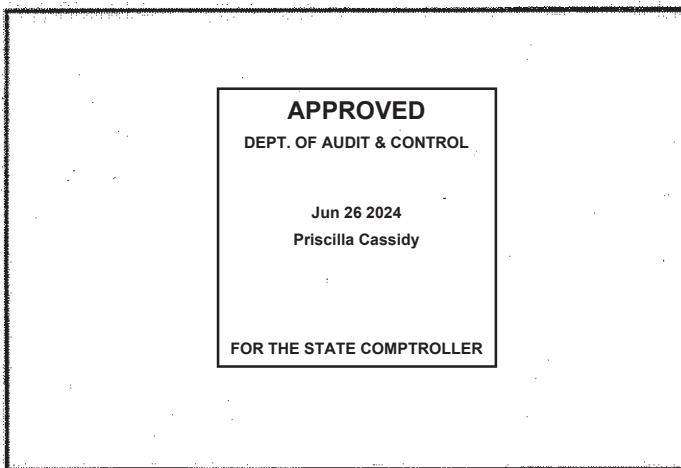 APPROVED
DEPT. OF AUDIT & CONTROL
Jun 26 2024
Priscilla Cassidy
FOR THE STATE COMPTROLLER